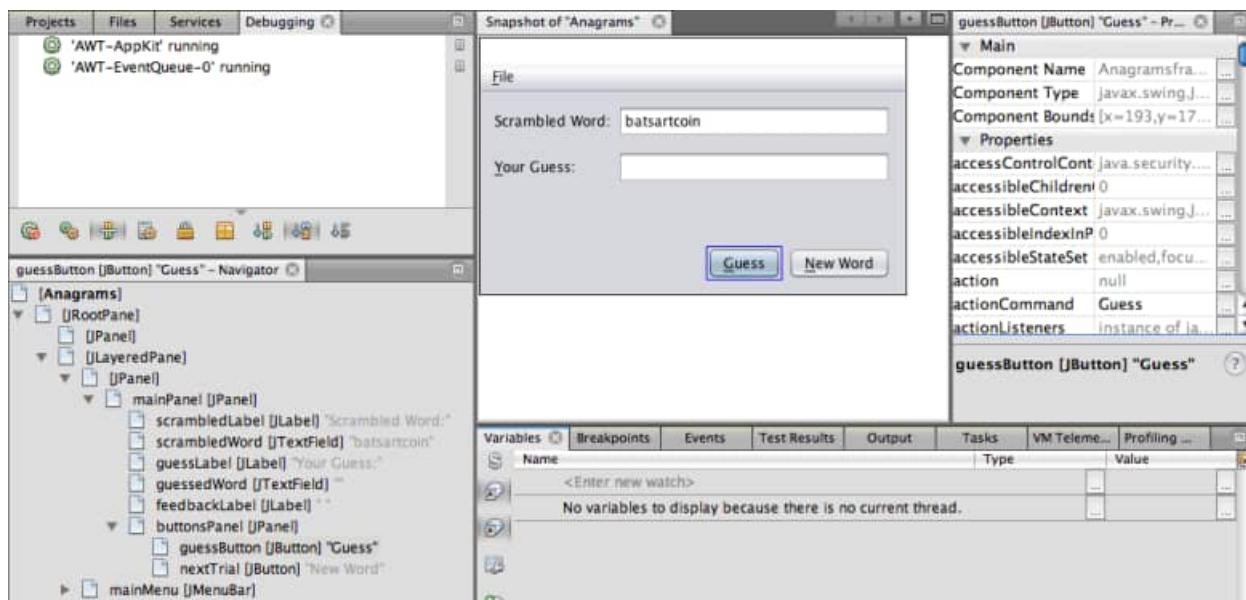 Projects Files Services Debugging
'AWT-AppKit' running
'AWT-EventQueue-0' running
guessButton [JButton] "Guess" - Navigator
[Anagrams]
[JRootPane]
[JPanel]
[JLayeredPane]
[JPanel]
mainPanel [JPanel]
scrambledLabel [JLabel] "Scrambled Word:"
scrambledWord [JTextField] "batsartcoin"
guessLabel [JLabel] "Your Guess:"
guessedWord [JTextField] ""
feedbackLabel [JLabel] " "
buttonsPanel [JPanel]
guessButton [JButton] "Guess"
nextTrial [JButton] "New Word"
mainMenu [JMenuBar]
Snapshot of "Anagrams"
File
Scrambled Word: batsartcoin
Your Guess:
Guess New Word
guessButton [JButton] "Guess" - Pr...
Main
Component Name Anagramsfra... ...
Component Type javax.swing.J... ...
Component Bounds [x=193,y=17... ...
Properties
accessControlCont java.security.... ...
accessibleChildren 0 ...
accessibleContext javax.swing.J... ...
accessibleIndexInP 0 ...
accessibleStateSet enabled,focu... ...
action null ...
actionCommand Guess ...
actionListeners instance of ja... ...
guessButton [JButton] "Guess" ?
Variables Breakpoints Events Test Results Output Tasks VM Teleme... Profiling ...
Name Type Value
<Enter new watch> ... ...
No variables to display because there is no current thread. ... ...